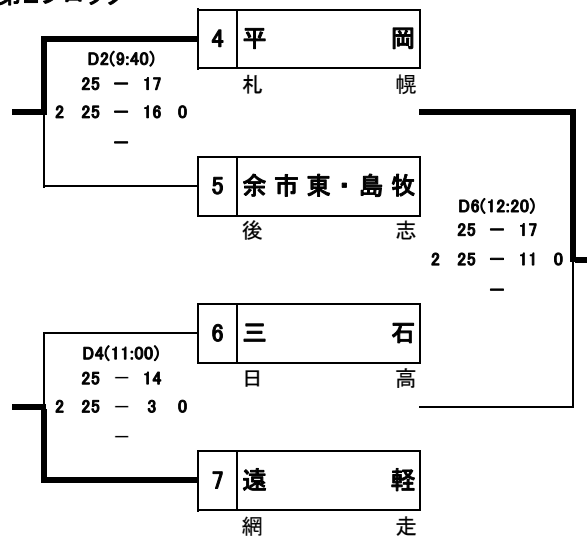 4 平 岡
札 幌
D2(9:40)
25 － 17
2 25 － 16 0
－
5 余市東・島牧
後 志
D6(12:20)
25 － 17
2 25 － 11 0
－
6 三 石
日 高
D4(11:00)
25 － 14
2 25 － 3 0
－
7 遠 軽
網 走